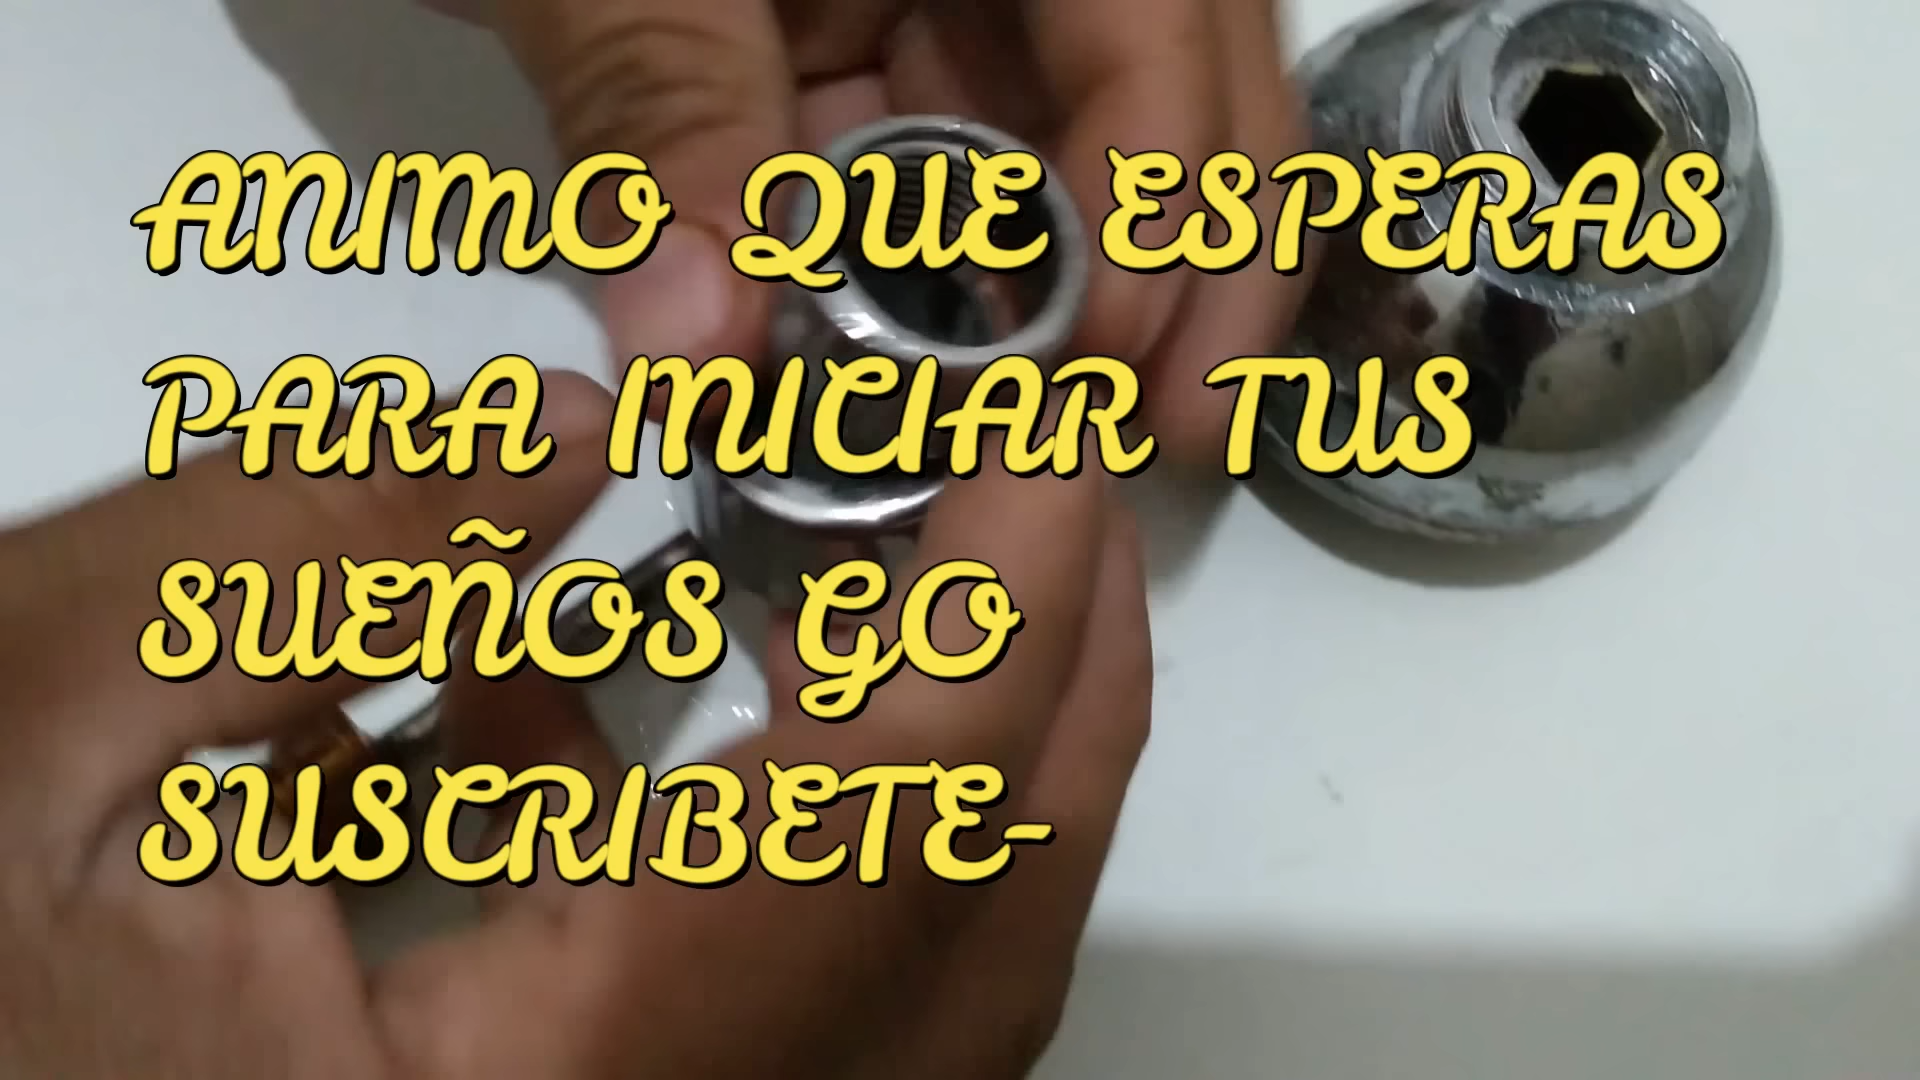 ANIMO QUE ESPERAS
PARA INICIAR TUS
SUEÑOS GO
SUSCRIBETE-